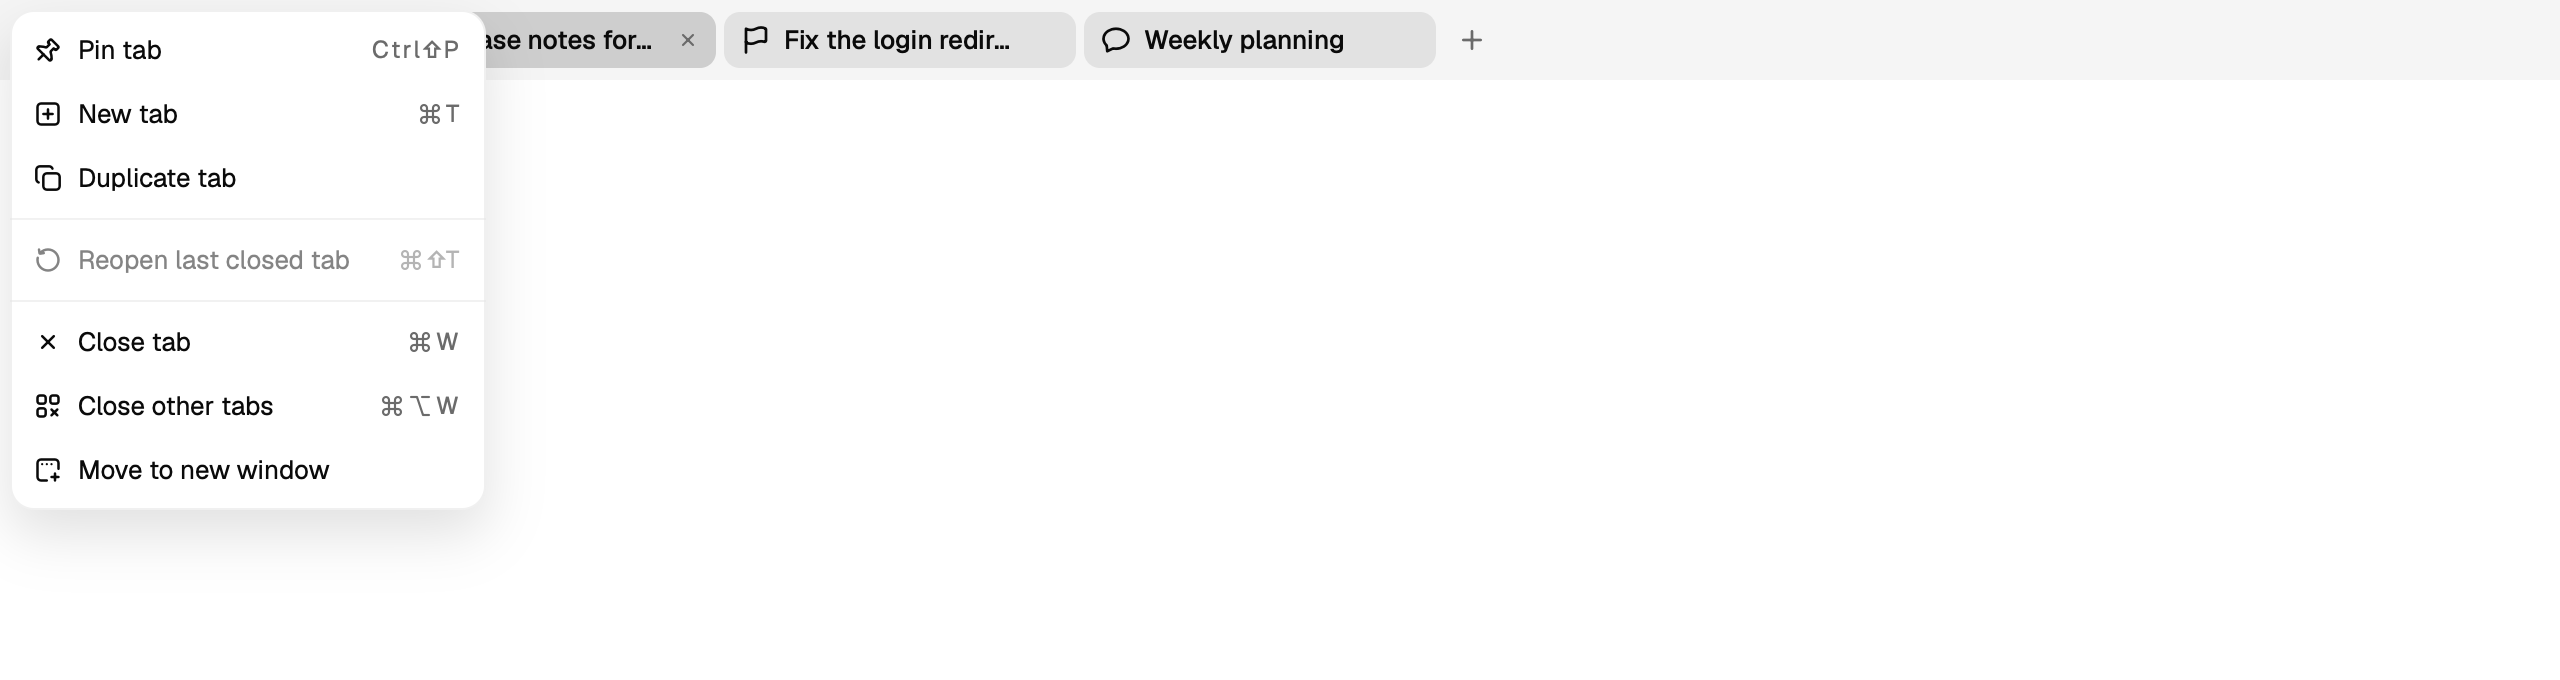 Pin tab Ctrl⇧P
New tab ⌘T
Duplicate tab
Reopen last closed tab ⌘⇧T
Close tab ⌘W
Close other tabs ⌘⌥W
Move to new window
notes for...
Fix the login redir...
Weekly planning